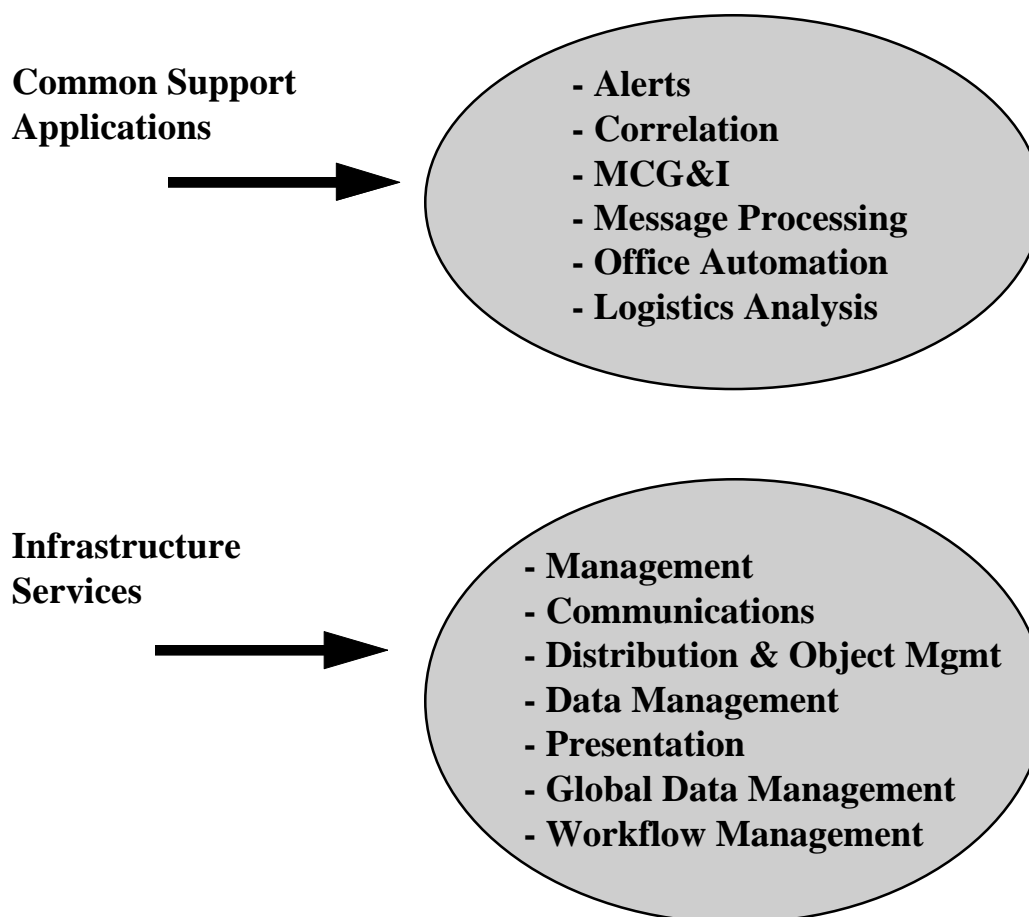 Common Support
Applications
- Alerts
- Correlation
- MCG&I
- Message Processing
- Office Automation
- Logistics Analysis
Infrastructure
Services
- Management
- Communications
- Distribution & Object Mgmt
- Data Management
- Presentation
- Global Data Management
- Workflow Management